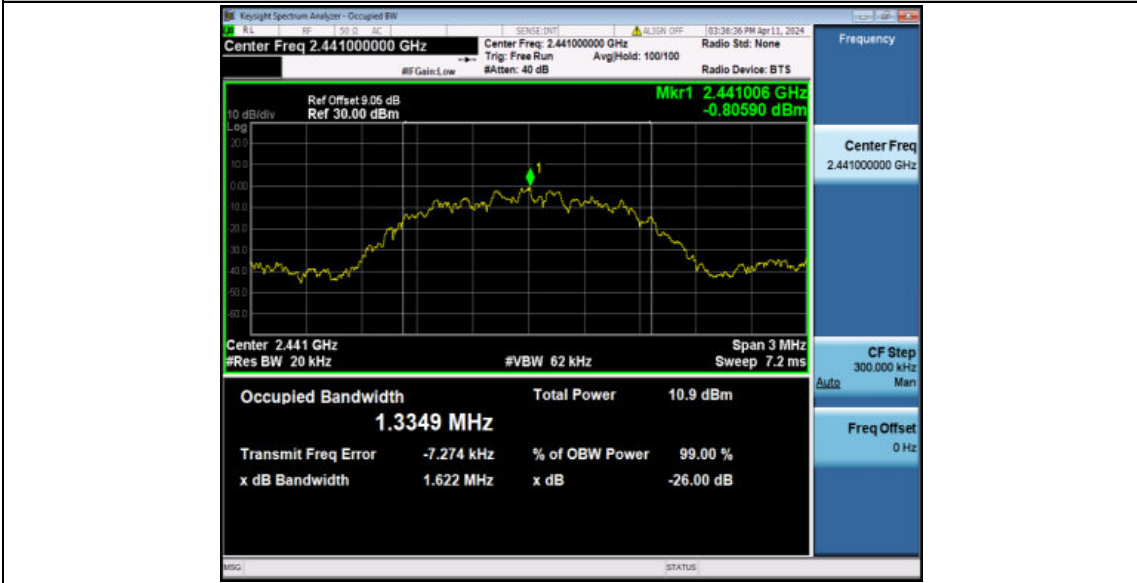 Keysight Spectrum Analyzer - Occupied BW
RL RF 50 Ω AC SENSE:INT ALIGN OFF 03:38:36 PM Apr 11, 2024
Center Freq 2.441000000 GHz
Center Freq: 2.441000000 GHz Radio Std: None
Trig: Free Run Avg|Hold: 100/100
#IFGain:Low #Atten: 40 dB Radio Device: BTS
Frequency
Mkr1 2.441006 GHz
-0.80590 dBm
Ref Offset 9.05 dB
10 dB/div Ref 30.00 dBm
Log
20.0
10.0
0.00
-10.0
-20.0
-30.0
-40.0
-50.0
-60.0
1
Center 2.441 GHz Span 3 MHz
#Res BW 20 kHz #VBW 62 kHz Sweep 7.2 ms
Center Freq
2.441000000 GHz
CF Step
300.000 kHz
Auto Man
Freq Offset
0 Hz
Occupied Bandwidth Total Power 10.9 dBm
1.3349 MHz
Transmit Freq Error -7.274 kHz % of OBW Power 99.00 %
x dB Bandwidth 1.622 MHz x dB -26.00 dB
MSG STATUS